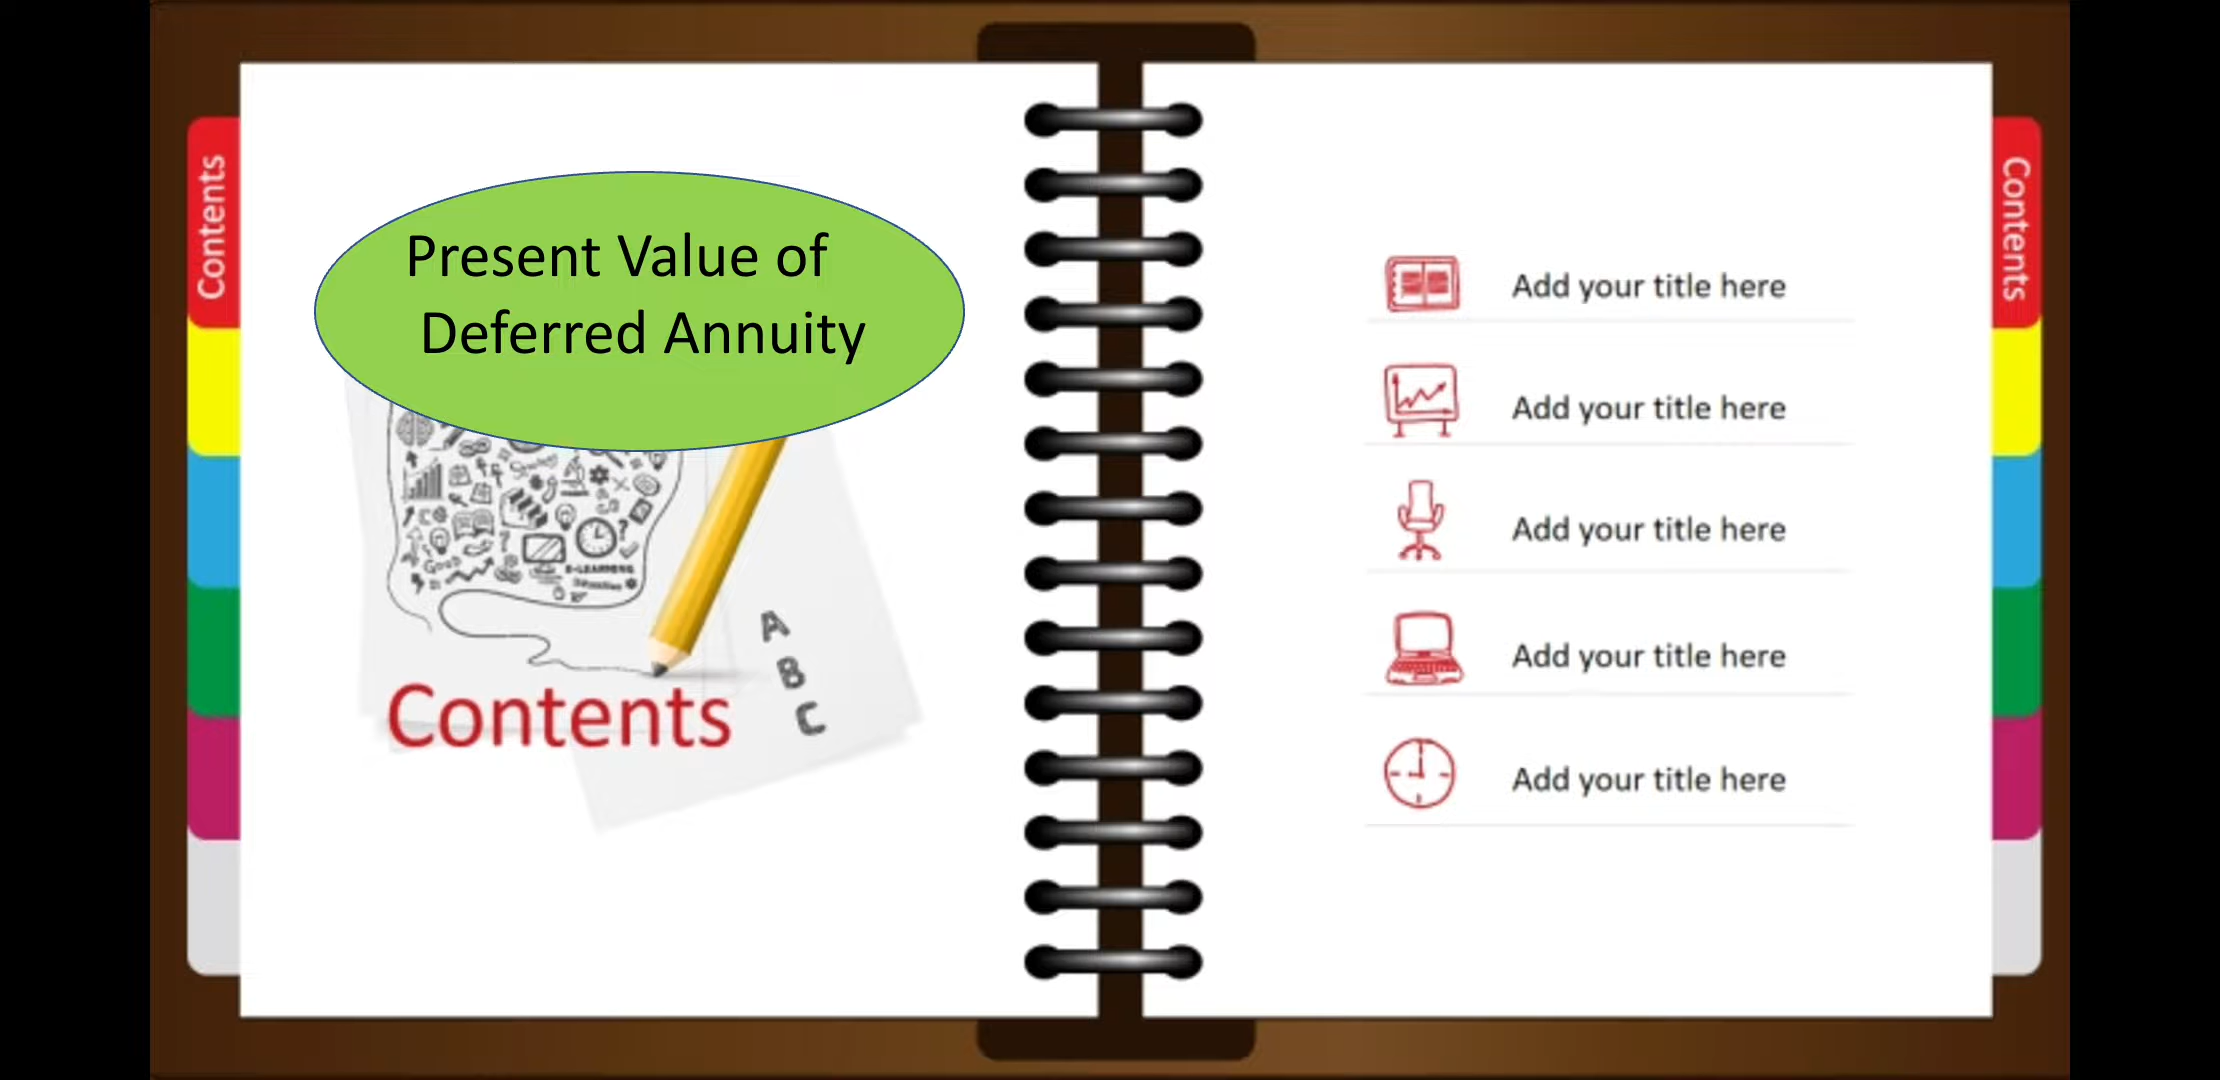 Contents
Present Value of
Deferred Annuity
E-LEARNING
A
B
C
Contents
Add your title here
Add your title here
Add your title here
Add your title here
Add your title here
Contents